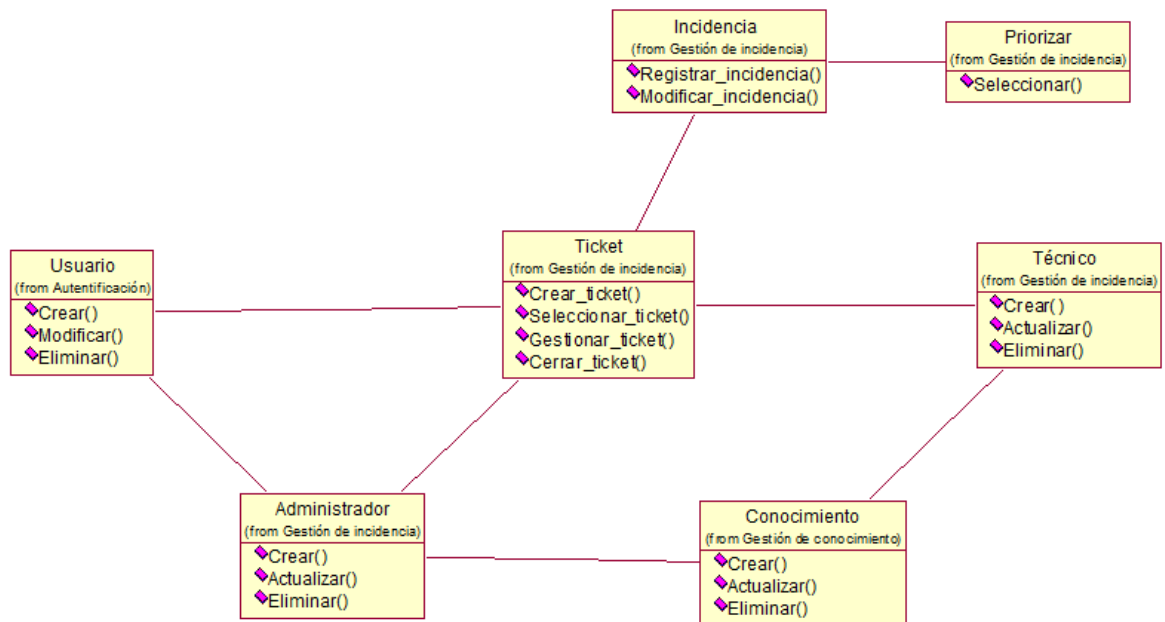 Incidencia
(from Gestión de incidencia)
Registrar_incidencia()
Modificar_incidencia()
Priorizar
(from Gestión de incidencia)
Seleccionar()
Usuario
(from Autentificación)
Crear()
Modificar()
Eliminar()
Ticket
(from Gestión de incidencia)
Crear_ticket()
Seleccionar_ticket()
Gestionar_ticket()
Cerrar_ticket()
Técnico
(from Gestión de incidencia)
Crear()
Actualizar()
Eliminar()
Administrador
(from Gestión de incidencia)
Crear()
Actualizar()
Eliminar()
Conocimiento
(from Gestión de conocimiento)
Crear()
Actualizar()
Eliminar()